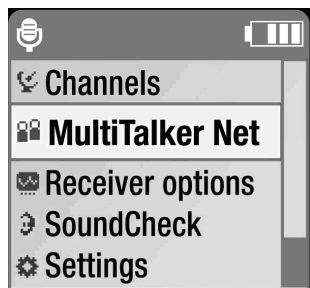 Channels
MultiTalker Net
Receiver options
SoundCheck
Settings